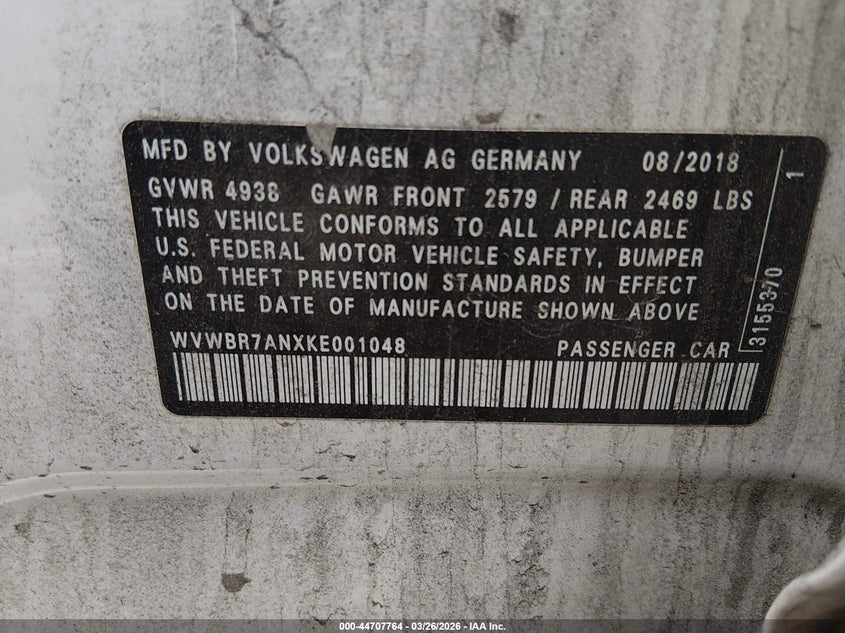 MFD BY VOLKSWAGEN AG GERMANY 08/2018
GVWR 4938 GAWR FRONT 2579 / REAR 2469 LBS
THIS VEHICLE CONFORMS TO ALL APPLICABLE
U.S. FEDERAL MOTOR VEHICLE SAFETY, BUMPER
AND THEFT PREVENTION STANDARDS IN EFFECT
ON THE DATE OF MANUFACTURE SHOWN ABOVE
WVWBR7ANXKE001048 PASSENGER CAR
3155370 1
000-44707764 - 03/26/2026 - IAA Inc.